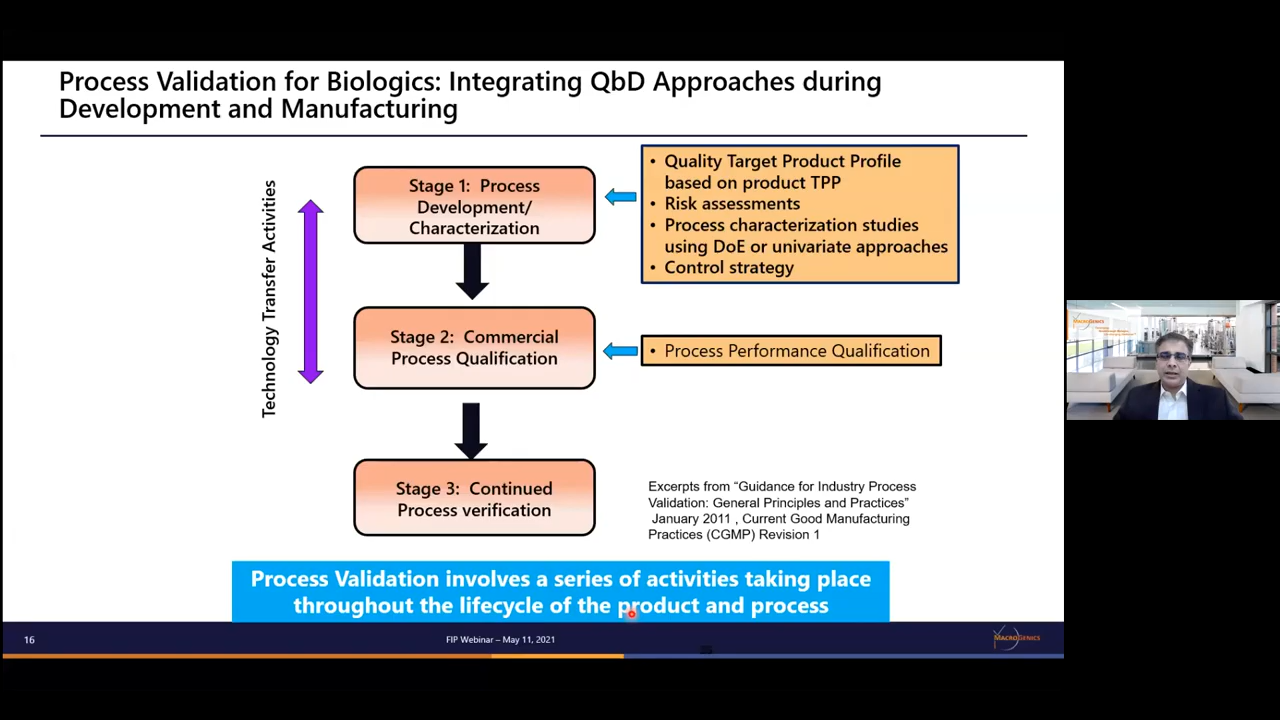 Process Validation for Biologics: Integrating QbD Approaches during
Development and Manufacturing
Technology Transfer Activities
Stage 1: Process
Development/
Characterization
• Quality Target Product Profile
based on product TPP
• Risk assessments
• Process characterization studies
using DoE or univariate approaches
• Control strategy
Stage 2: Commercial
Process Qualification
• Process Performance Qualification
Stage 3: Continued
Process verification
Excerpts from “Guidance for Industry Process
Validation: General Principles and Practices”
January 2011 , Current Good Manufacturing
Practices (CGMP) Revision 1
Process Validation involves a series of activities taking place
throughout the lifecycle of the product and process
16
FIP Webinar – May 11, 2021
MACROGENICS
MACROGENICS